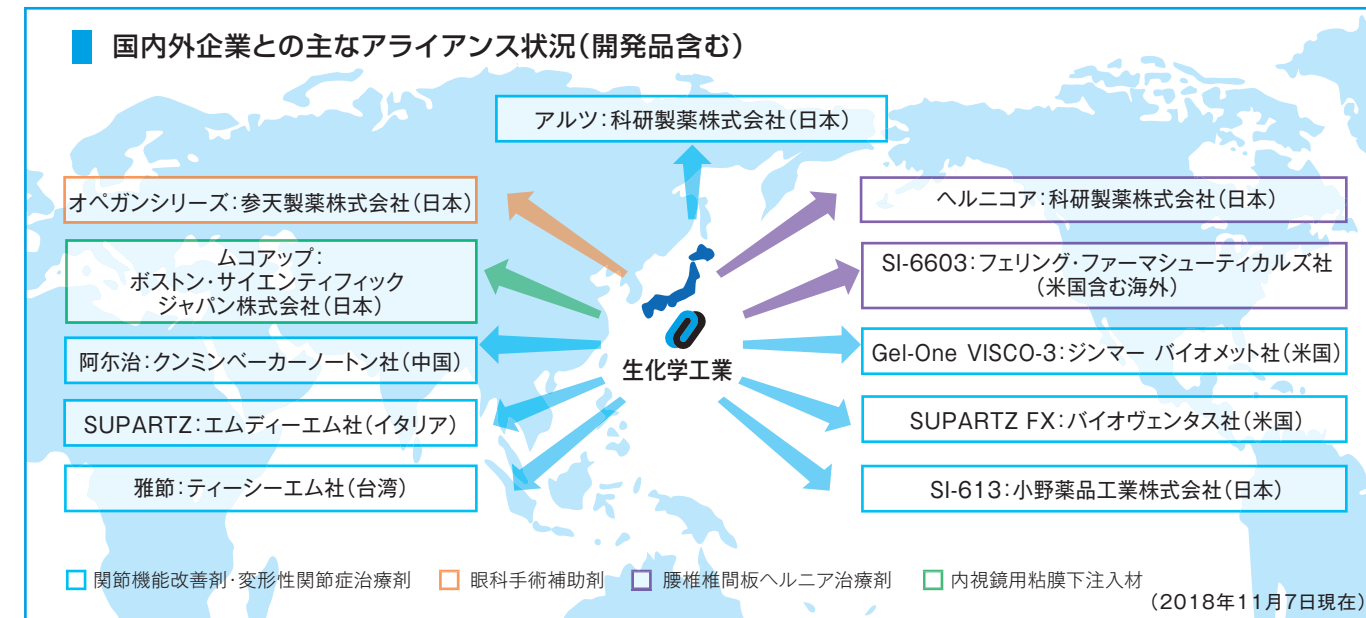 国内外企業との主なアライアンス状況(開発品含む)
アルツ:科研製薬株式会社(日本)
オペガンシリーズ:参天製薬株式会社(日本)
ムコアップ:
ボストン・サイエンティフィック
ジャパン株式会社(日本)
阿尔治:クンミンベーカーノートン社(中国)
SUPARTZ:エムディーエム社(イタリア)
雅節:ティーシーエム社(台湾)
生化学工業
ヘルニコア:科研製薬株式会社(日本)
SI-6603:フェリング・ファーマシューティカルズ社
(米国含む海外)
Gel-One VISCO-3:ジンマー バイオメット社(米国)
SUPARTZ FX:バイオヴェンタス社(米国)
SI-613:小野薬品工業株式会社(日本)
関節機能改善剤・変形性関節症治療剤 眼科手術補助剤 腰椎椎間板ヘルニア治療剤 内視鏡用粘膜下注入材
(2018年11月7日現在)